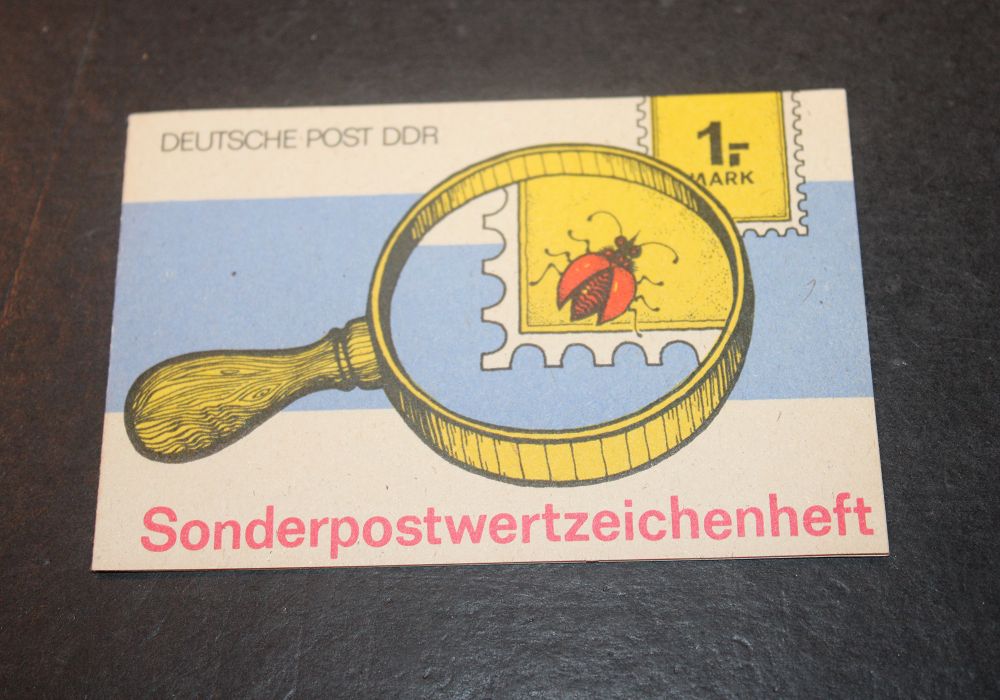 DEUTSCHE POST DDR
1.-
MARK
Sonderpostwertzeichenheft